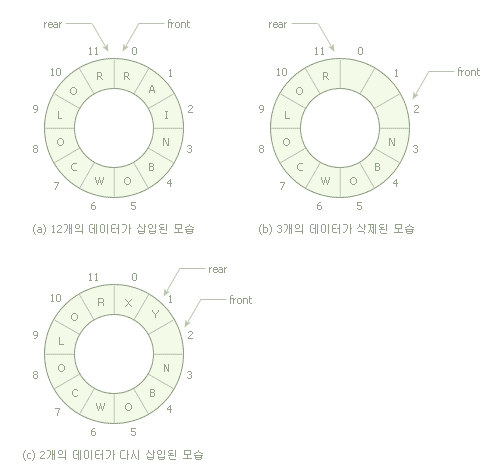 rear front
11 0
10 R R 1
O A
9 L I 2
8 O N 3
C B
7 W O 4
6 5
(a) 12개의 데이터가 삽입된 모습
rear
front
11 0
10 R 1
O
9 L 2
8 O N 3
C B
7 W O 4
6 5
(b) 3개의 데이터가 삭제된 모습
rear
front
11 0
10 R X 1
O Y
9 L 2
8 O N 3
C B
7 W O 4
6 5
(c) 2개의 데이터가 다시 삽입된 모습